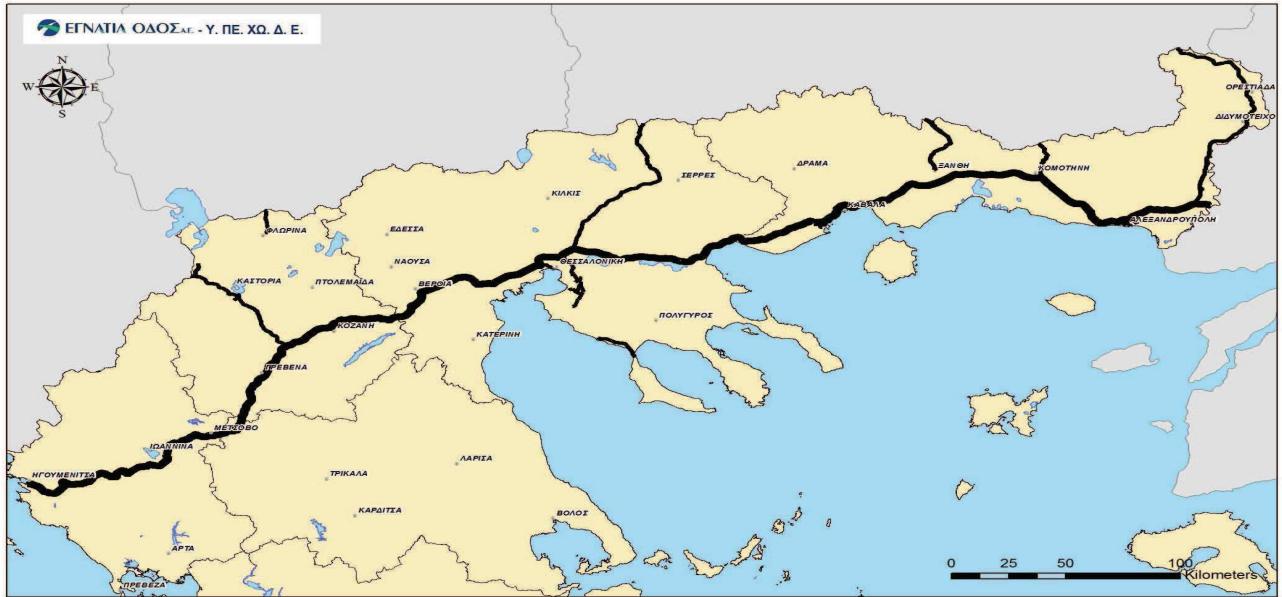 ΕΓΝΑΤΙΑ ΟΔΟΣ Α.Ε. - Υ. ΠΕ. ΧΩ. Δ. Ε.
N
W E
S
ΟΡΕΣΤΙΑΔΑ
ΔΙΔΥΜΟΤΕΙΧΟ
ΞΑΝΘΗ
ΔΡΑΜΑ
ΚΟΜΟΤΗΝΗ
ΣΕΡΡΕΣ
ΚΙΛΚΙΣ
ΚΑΒΑΛΑ
ΑΛΕΞΑΝΔΡΟΥΠΟΛΗ
ΦΛΩΡΙΝΑ
ΕΔΕΣΣΑ
ΘΕΣΣΑΛΟΝΙΚΗ
ΝΑΟΥΣΑ
ΚΑΣΤΟΡΙΑ
ΠΤΟΛΕΜΑΪΔΑ
ΒΕΡΟΙΑ
ΠΟΛΥΓΥΡΟΣ
ΚΟΖΑΝΗ
ΚΑΤΕΡΙΝΗ
ΓΡΕΒΕΝΑ
ΜΕΤΣΟΒΟ
ΙΩΑΝΝΙΝΑ
ΛΑΡΙΣΑ
ΗΓΟΥΜΕΝΙΤΣΑ
ΤΡΙΚΑΛΑ
ΚΑΡΔΙΤΣΑ
ΒΟΛΟΣ
ΑΡΤΑ
ΠΡΕΒΕΖΑ
0 25 50 100
Kilometers